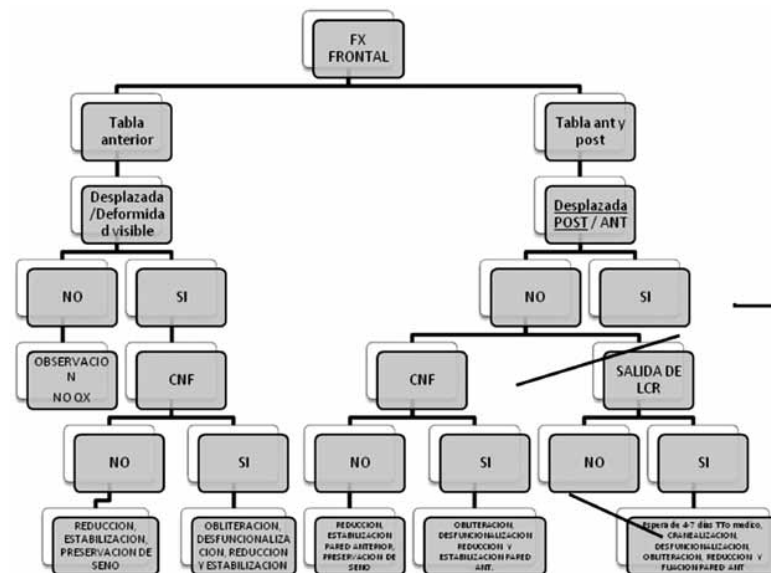 FX
FRONTAL
Tabla
anterior
Tabla ant y
post
Desplazada
/Deformida
d visible
Desplazada
POST / ANT
NO
SI
NO
SI
OBSERVACIO
N
NO QX
CNF
CNF
SALIDA DE
LCR
NO
SI
NO
SI
NO
SI
REDUCCION,
ESTABILIZACION,
PRESERVACION DE
SENO
OBLITERACION,
DESFUNCIONALIZA
CION, REDUCCION
Y ESTABILIZACION
REDUCCION,
ESTABILIZACION
PARED ANTERIOR,
PRESERVACION DE
SENO
OBLITERACION,
DESFUNCIONALIZACION
REDUCCION Y
ESTABILIZACION PARED
ANT.
Espera de 4-7 días TTo medico,
CRANEALIZACION,
DESFUNCIONALIZACION,
OBLITERACION, REDUCCION Y
FIJACION PARED ANT